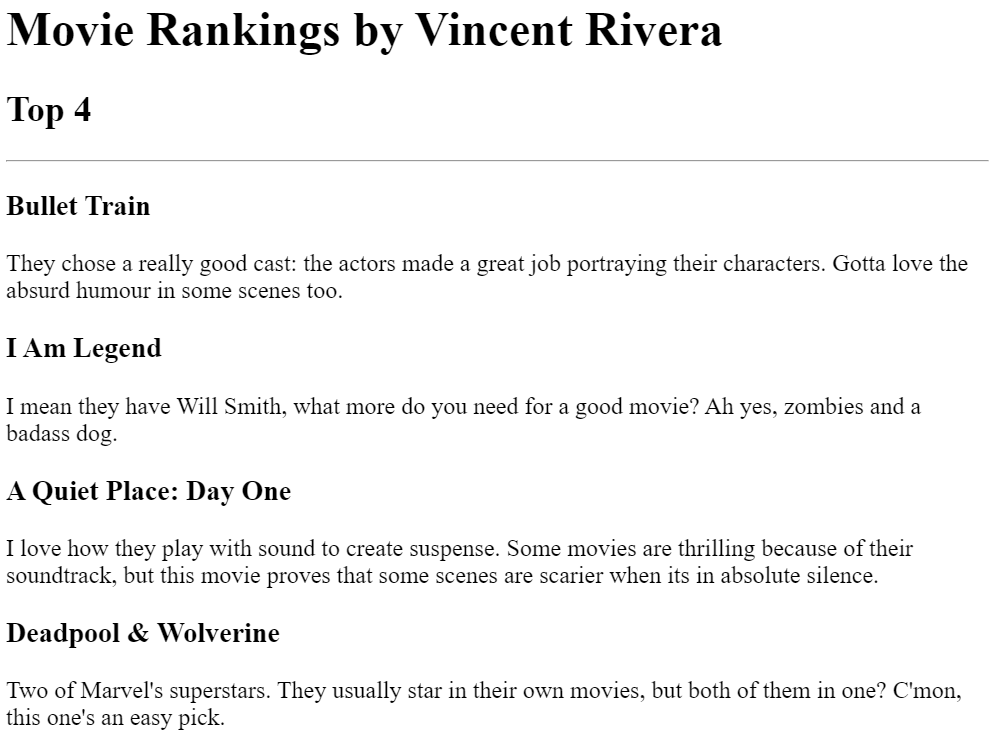 Movie Rankings by Vincent Rivera
Top 4
Bullet Train
They chose a really good cast: the actors made a great job portraying their characters. Gotta love the
absurd humour in some scenes too.
I Am Legend
I mean they have Will Smith, what more do you need for a good movie? Ah yes, zombies and a
badass dog.
A Quiet Place: Day One
I love how they play with sound to create suspense. Some movies are thrilling because of their
soundtrack, but this movie proves that some scenes are scarier when its in absolute silence.
Deadpool & Wolverine
Two of Marvel's superstars. They usually star in their own movies, but both of them in one? C'mon,
this one's an easy pick.